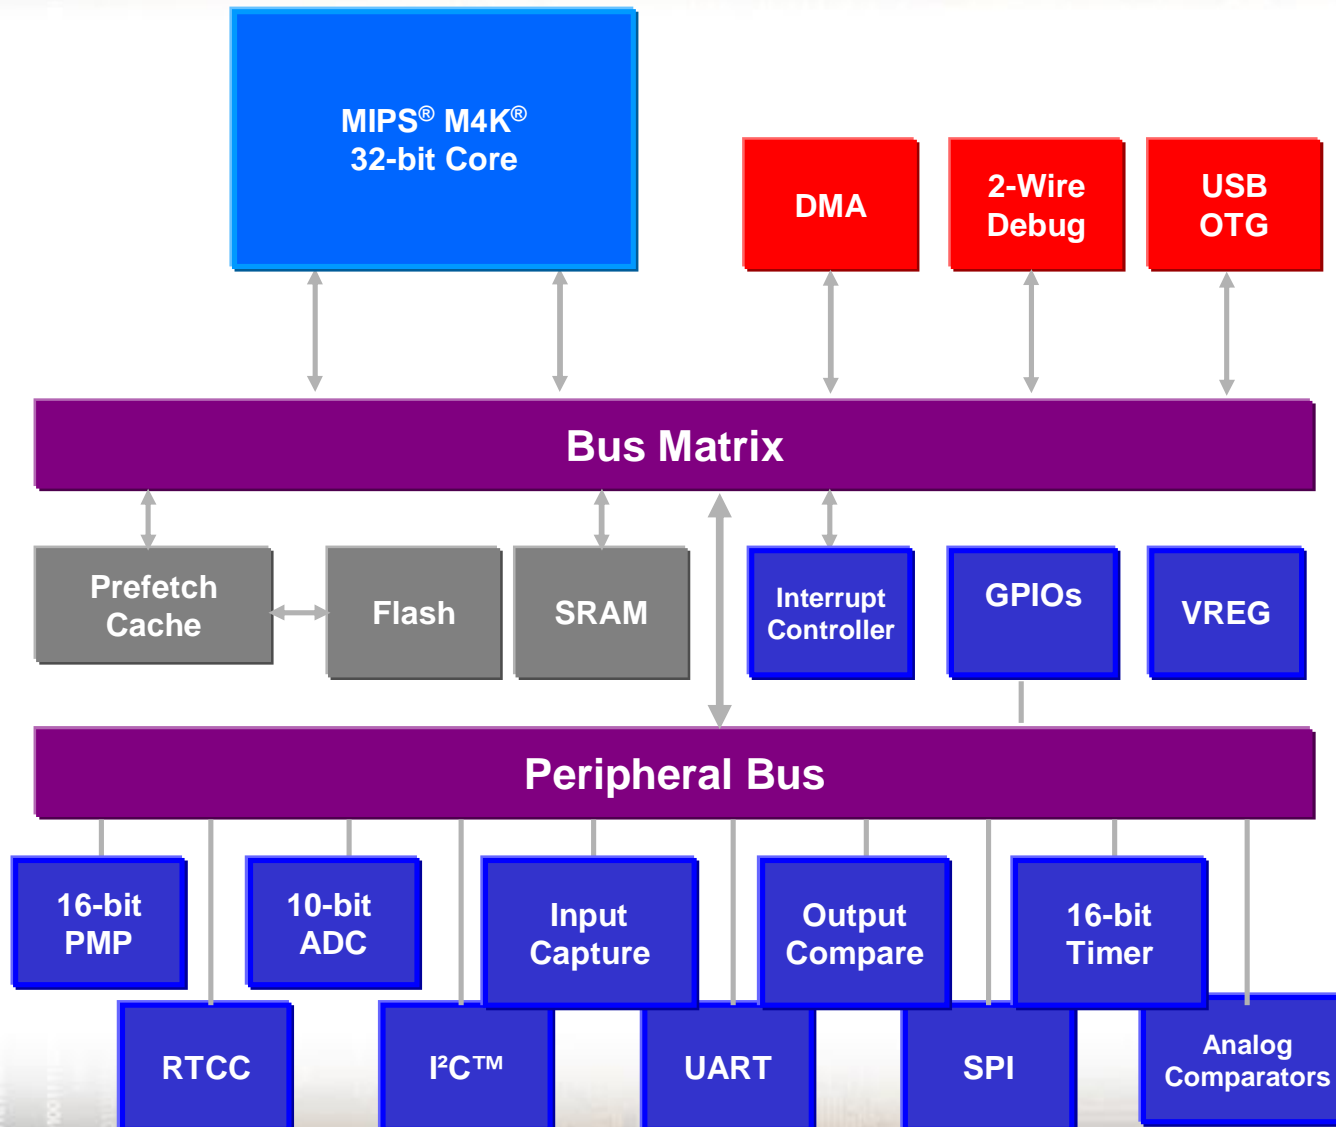 MIPS® M4K®
32-bit Core
DMA
2-Wire
Debug
USB
OTG
Bus Matrix
Prefetch
Cache
Flash
SRAM
Interrupt
Controller
GPIOs
VREG
Peripheral Bus
16-bit
PMP
10-bit
ADC
Input
Capture
Output
Compare
16-bit
Timer
RTCC
I²C™
UART
SPI
Analog
Comparators